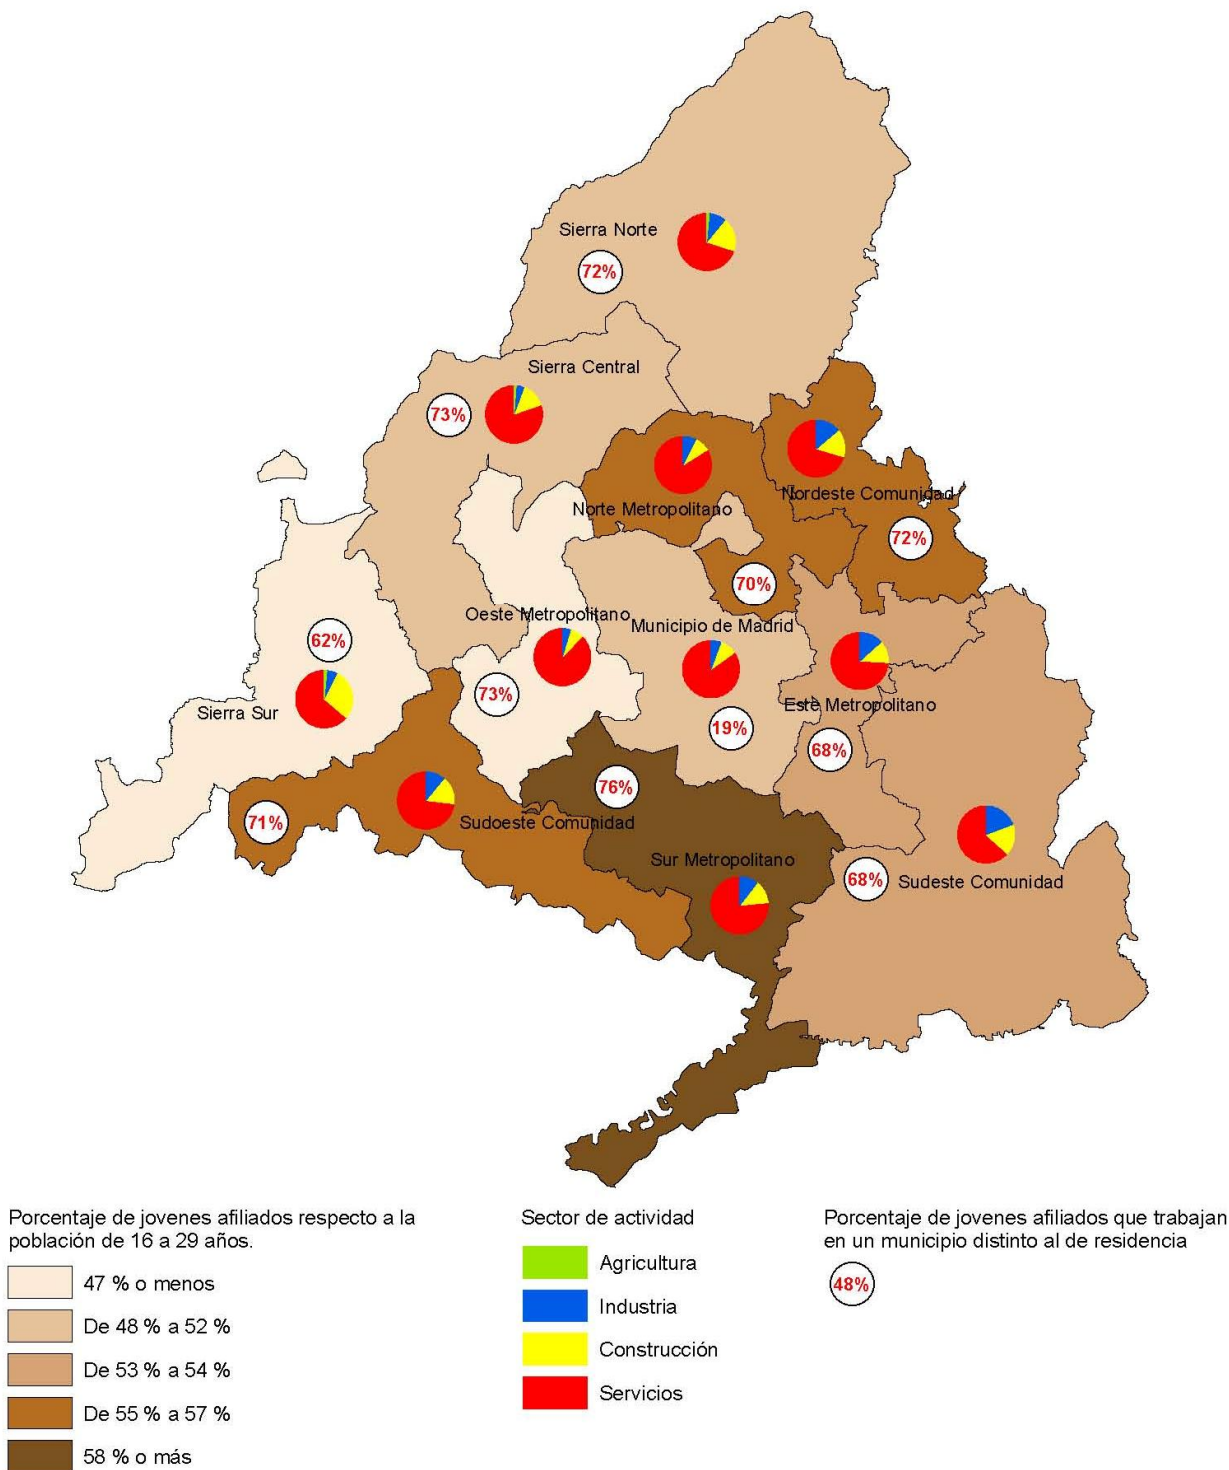 Sierra Norte
72%
Sierra Central
73%
Nordeste Comunidad
Norte Metropolitano
72%
70%
Oeste Metropolitano
Municipio de Madrid
62%
73%
Este Metropolitano
Sierra Sur
19%
68%
76%
71%
Sudoeste Comunidad
Sur Metropolitano
68%
Sudeste Comunidad
Porcentaje de jovenes afiliados respecto a la
población de 16 a 29 años.
47 % o menos
De 48 % a 52 %
De 53 % a 54 %
De 55 % a 57 %
58 % o más
Sector de actividad
Agricultura
Industria
Construcción
Servicios
Porcentaje de jovenes afiliados que trabajan
en un municipio distinto al de residencia
48%